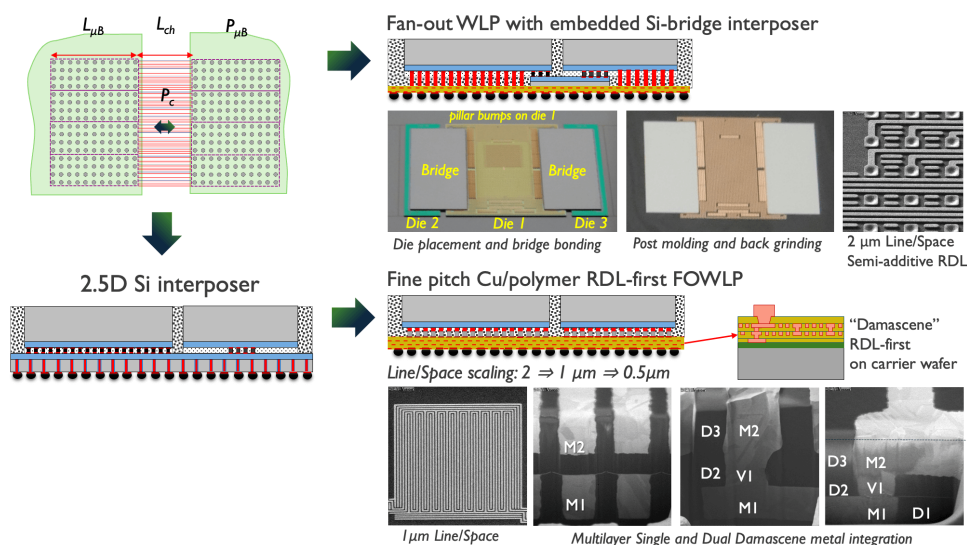 LμB
Lch
PμB
Pc
Fan-out WLP with embedded Si-bridge interposer
pillar bumps on die 1
Bridge
Bridge
Die 2
Die 1
Die 3
Die placement and bridge bonding
Post molding and back grinding
2 μm Line/Space
Semi-additive RDL
2.5D Si interposer
Fine pitch Cu/polymer RDL-first FOWLP
Line/Space scaling: 2 ⇒ 1 μm ⇒ 0.5μm
“Damascene”
RDL-first
on carrier wafer
M2
M1
D3
M2
D2
V1
M1
D3
M2
D2
V1
M1
D1
1μm Line/Space
Multilayer Single and Dual Damascene metal integration